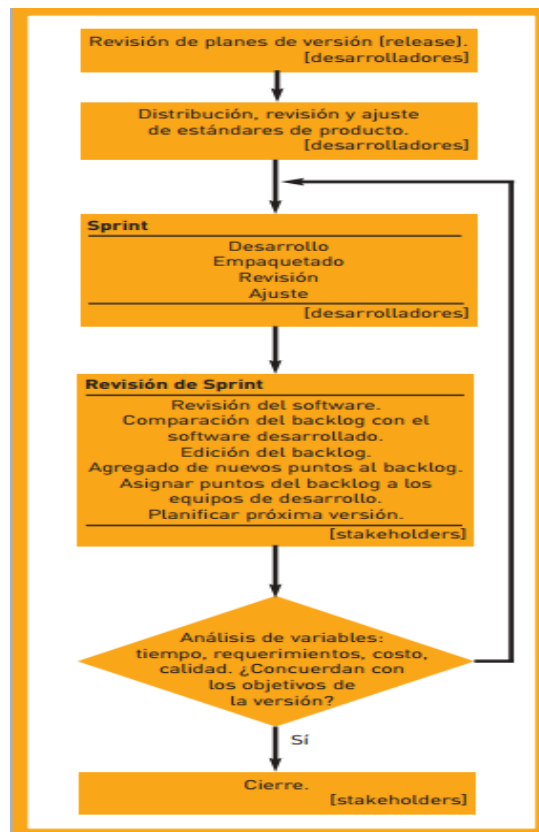 Revisión de planes de versión (release).
[desarrolladores]
Distribución, revisión y ajuste
de estándares de producto.
[desarrolladores]
Sprint
Desarrollo
Empaquetado
Revisión
Ajuste
[desarrolladores]
Revisión de Sprint
Revisión del software.
Comparación del backlog con el
software desarrollado.
Edición del backlog.
Agregado de nuevos puntos al backlog.
Asignar puntos del backlog a los
equipos de desarrollo.
Planificar próxima versión.
[stakeholders]
Análisis de variables:
tiempo, requerimientos, costo,
calidad. ¿Concuerdan con
los objetivos de
la versión?
Sí
Cierre.
[stakeholders]